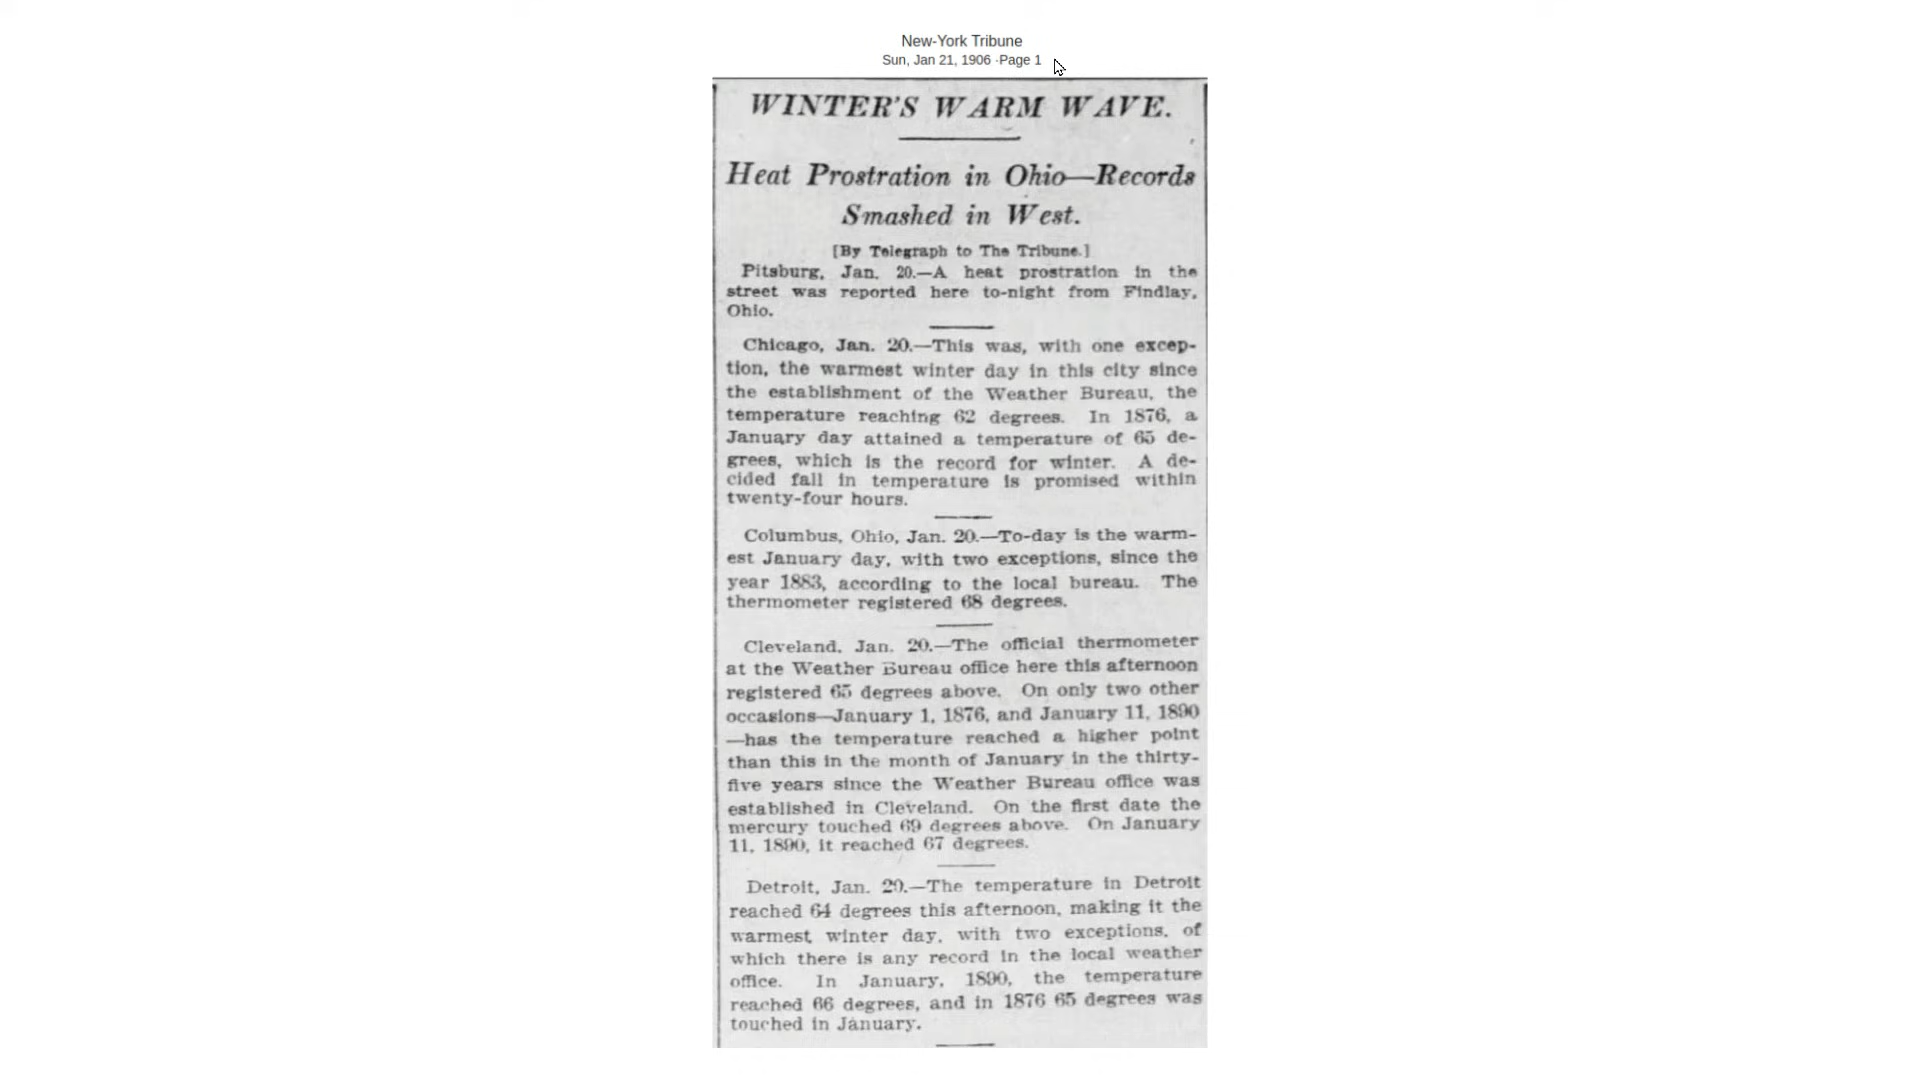 New-York Tribune
Sun, Jan 21, 1906 ·Page 1
WINTER'S WARM WAVE.
Heat Prostration in Ohio—Records
Smashed in West.
[By Telegraph to The Tribune.]
Pitsburg, Jan. 20.—A heat prostration in the
street was reported here to-night from Findlay,
Ohio.
Chicago, Jan. 20.—This was, with one excep-
tion, the warmest winter day in this city since
the establishment of the Weather Bureau, the
temperature reaching 62 degrees. In 1876, a
January day attained a temperature of 65 de-
grees, which is the record for winter. A de-
cided fall in temperature is promised within
twenty-four hours.
Columbus, Ohio, Jan. 20.—To-day is the warm-
est January day, with two exceptions, since the
year 1883, according to the local bureau. The
thermometer registered 68 degrees.
Cleveland, Jan. 20.—The official thermometer
at the Weather Bureau office here this afternoon
registered 65 degrees above. On only two other
occasions—January 1, 1876, and January 11, 1890
—has the temperature reached a higher point
than this in the month of January in the thirty-
five years since the Weather Bureau office was
established in Cleveland. On the first date the
mercury touched 69 degrees above. On January
11, 1890, it reached 67 degrees.
Detroit, Jan. 20.—The temperature in Detroit
reached 64 degrees this afternoon, making it the
warmest winter day, with two exceptions, of
which there is any record in the local weather
office. In January, 1890, the temperature
reached 66 degrees, and in 1876 65 degrees was
touched in January.